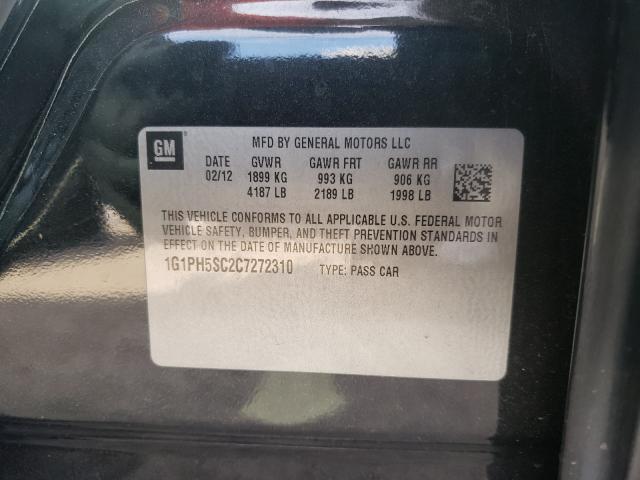 GM
MFD BY GENERAL MOTORS LLC
DATE GVWR GAWR FRT GAWR RR
02/12 1899 KG 993 KG 906 KG
4187 LB 2189 LB 1998 LB
THIS VEHICLE CONFORMS TO ALL APPLICABLE U.S. FEDERAL MOTOR
VEHICLE SAFETY, BUMPER, AND THEFT PREVENTION STANDARDS IN
EFFECT ON THE DATE OF MANUFACTURE SHOWN ABOVE.
1G1PH5SC2C7272310 TYPE: PASS CAR